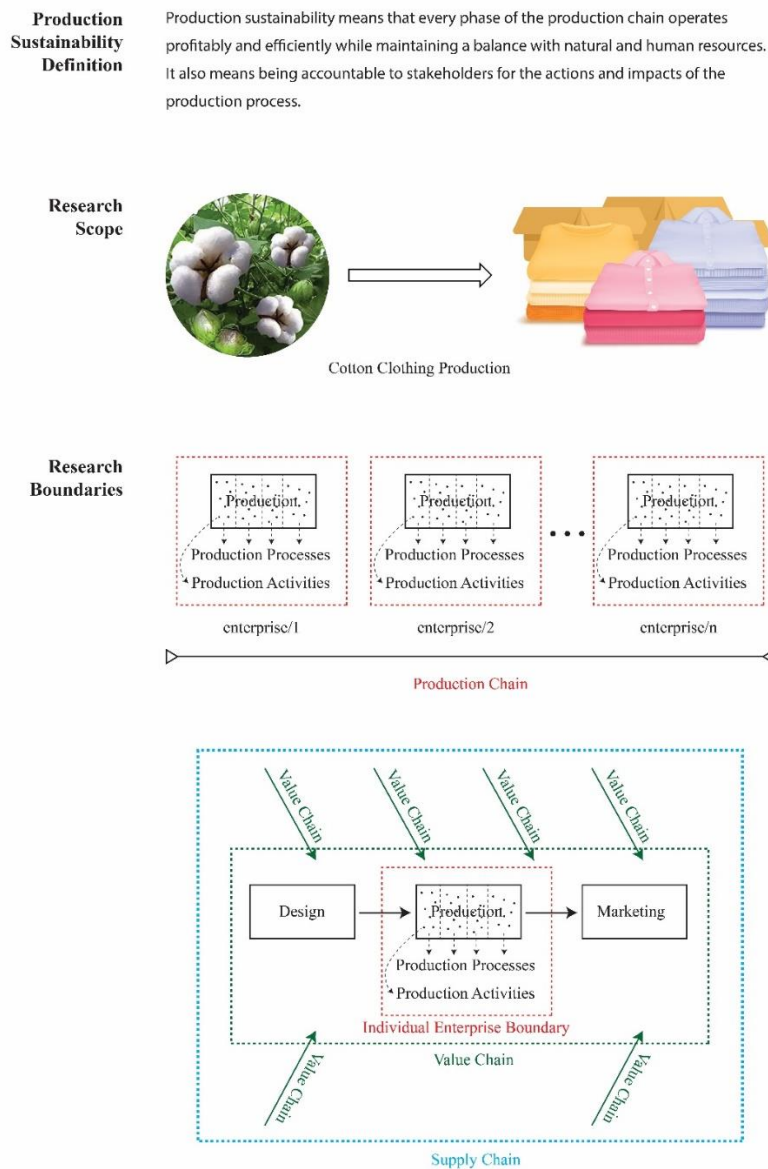 Production
Sustainability
Definition
Production sustainability means that every phase of the production chain operates
profitably and efficiently while maintaining a balance with natural and human resources.
It also means being accountable to stakeholders for the actions and impacts of the
production process.
Research
Scope
Cotton Clothing Production
Research
Boundaries
Production
Production Processes
Production Activities
enterprise/1
Production
Production Processes
Production Activities
enterprise/2
Production
Production Processes
Production Activities
enterprise/n
Production Chain
Value Chain
Value Chain
Value Chain
Value Chain
Design
Production
Marketing
Production Processes
Production Activities
Individual Enterprise Boundary
Value Chain
Value Chain
Value Chain
Supply Chain